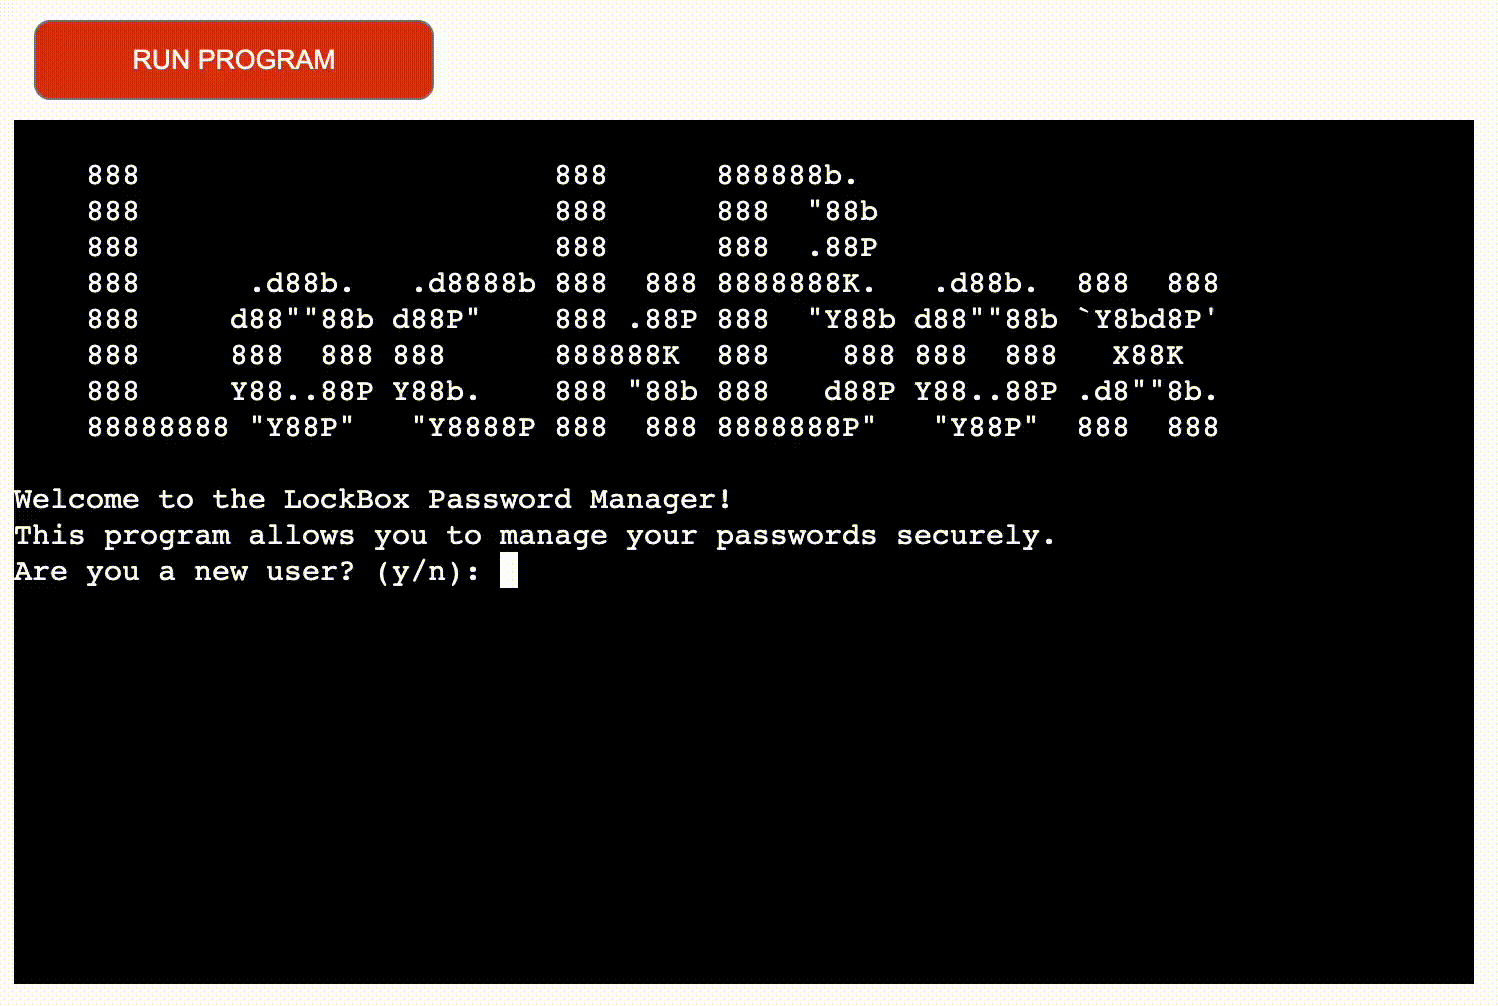 RUN PROGRAM
    888                       888      888888b.
    888                       888      888  "88b
    888                       888      888  .88P
    888      .d88b.   .d8888b 888  888 8888888K.   .d88b.  888  888
    888     d88""88b d88P"    888 .88P 888  "Y88b d88""88b `Y8bd8P'
    888     888  888 888      888888K  888    888 888  888   X88K
    888     Y88..88P Y88b.    888 "88b 888   d88P Y88..88P .d8""8b.
    88888888 "Y88P"   "Y8888P 888  888 8888888P"   "Y88P"  888  888
Welcome to the LockBox Password Manager!
This program allows you to manage your passwords securely.
Are you a new user? (y/n):